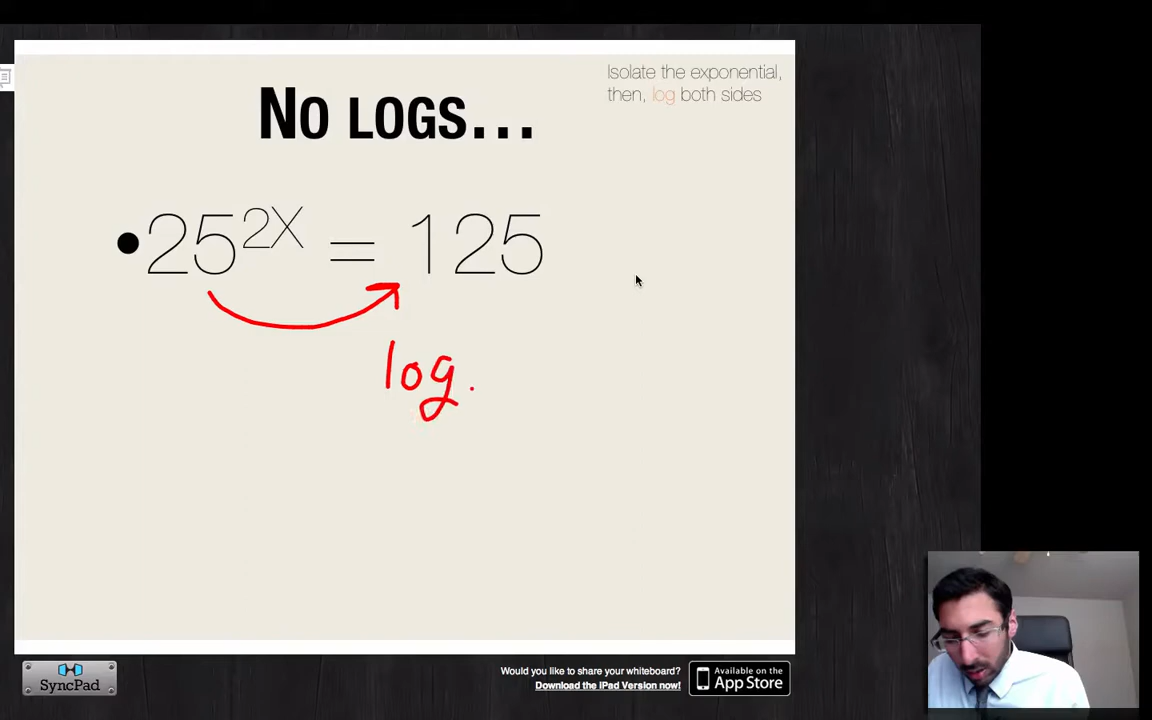 Isolate the exponential,
then, log both sides
NO LOGS...
•25^{2X} = 125
log.
SyncPad
Would you like to share your whiteboard?
Download the iPad Version now!
Available on the
App Store